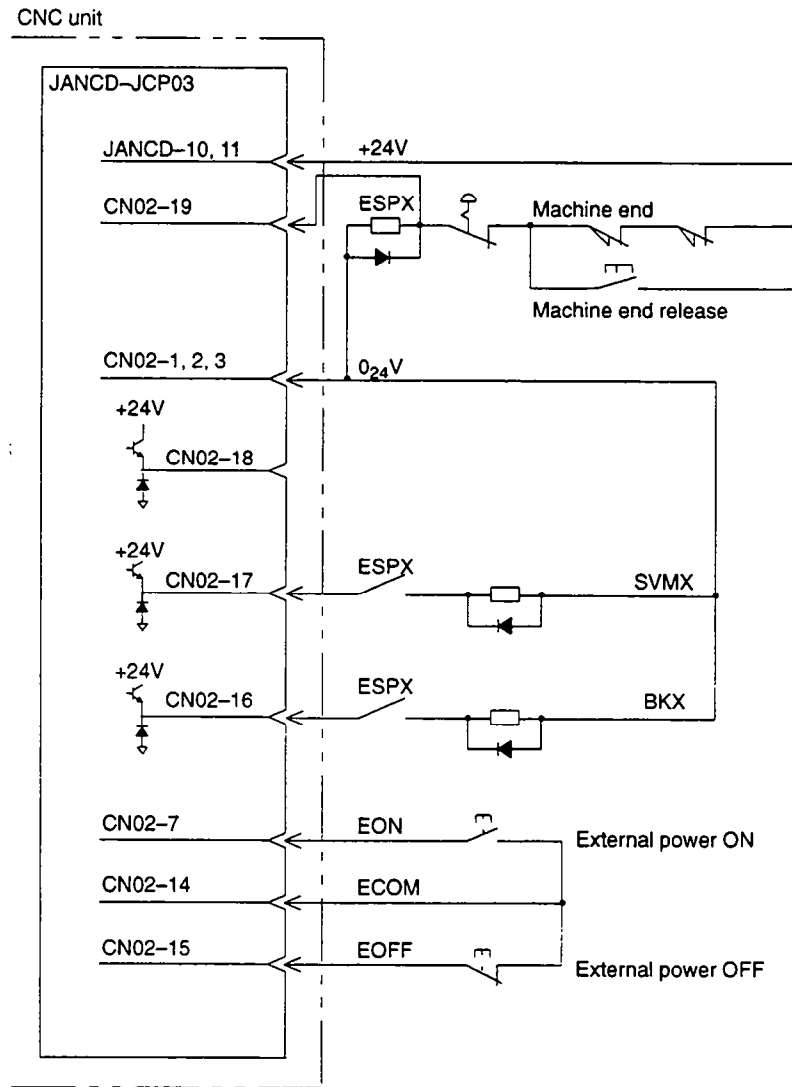 CNC unit
JANCD-JCP03
JANCD-10, 11
+24V
CN02-19
ESPX
Machine end
Machine end release
CN02-1, 2, 3
0₂₄V
+24V
CN02-18
+24V
CN02-17
ESPX
SVMX
+24V
CN02-16
ESPX
BKX
CN02-7
EON
External power ON
CN02-14
ECOM
CN02-15
EOFF
External power OFF